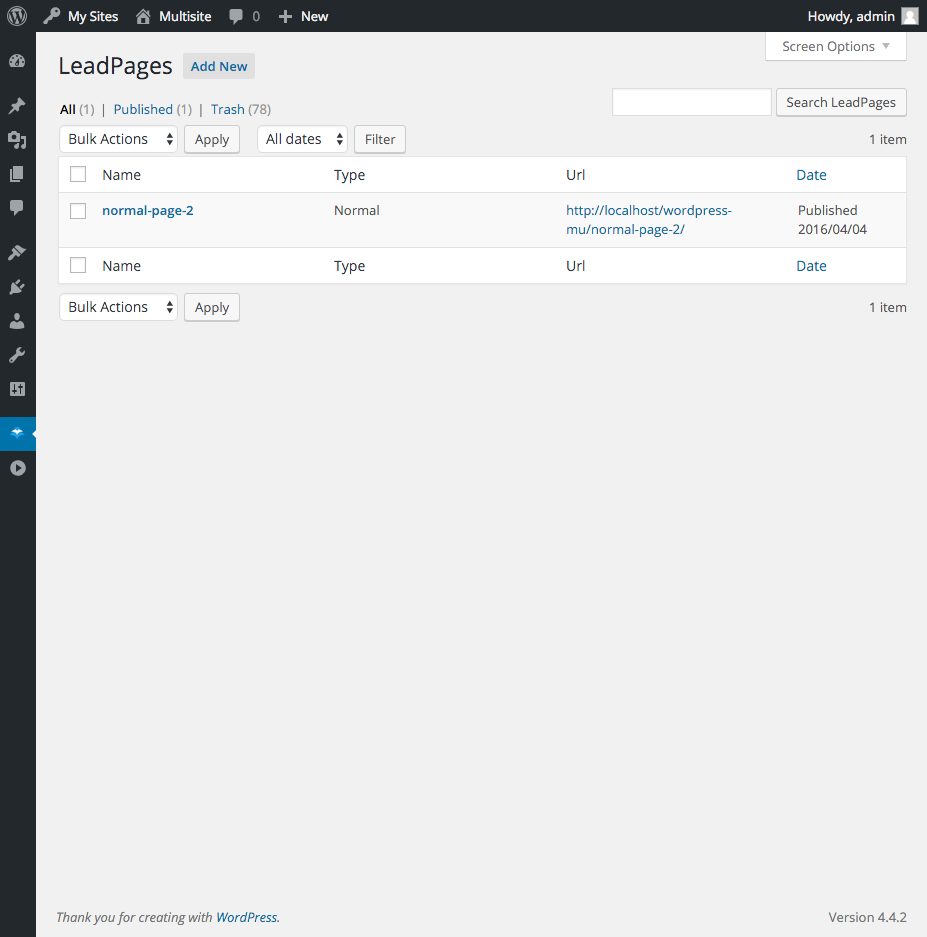 My Sites Multisite 0 New Howdy, admin
Screen Options
LeadPages Add New
All (1) | Published (1) | Trash (78)
Search LeadPages
Bulk Actions Apply All dates Filter 1 item
Name Type Url Date
normal-page-2 Normal http://localhost/wordpress- Published
mu/normal-page-2/ 2016/04/04
Name Type Url Date
Bulk Actions Apply 1 item
Thank you for creating with WordPress. Version 4.4.2